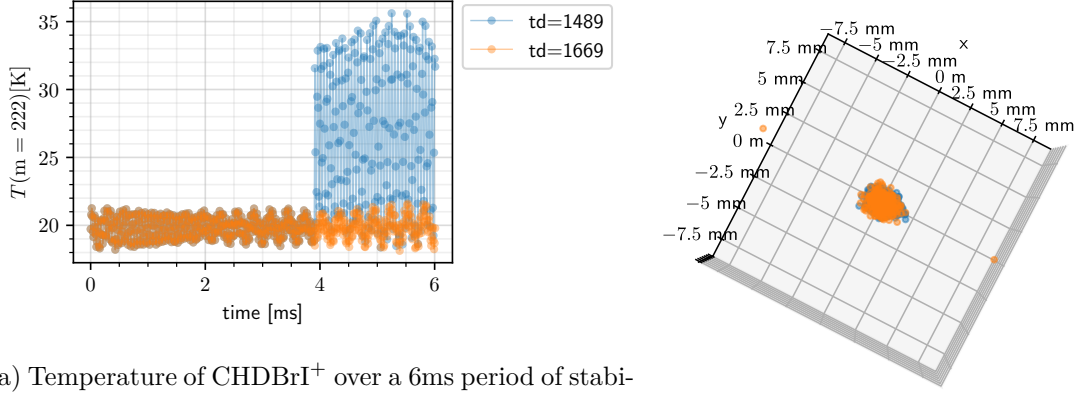 35
30
25
20
T(m = 222)[K]
0
2
4
6
time [ms]
td=1489
td=1669
x
−7.5 mm
−5 mm
−2.5 mm
0 m
2.5 mm
5 mm
7.5 mm
y
7.5 mm
5 mm
2.5 mm
0 m
−2.5 mm
−5 mm
−7.5 mm
a) Temperature of CHDBrI⁺ over a 6ms period of stabi-